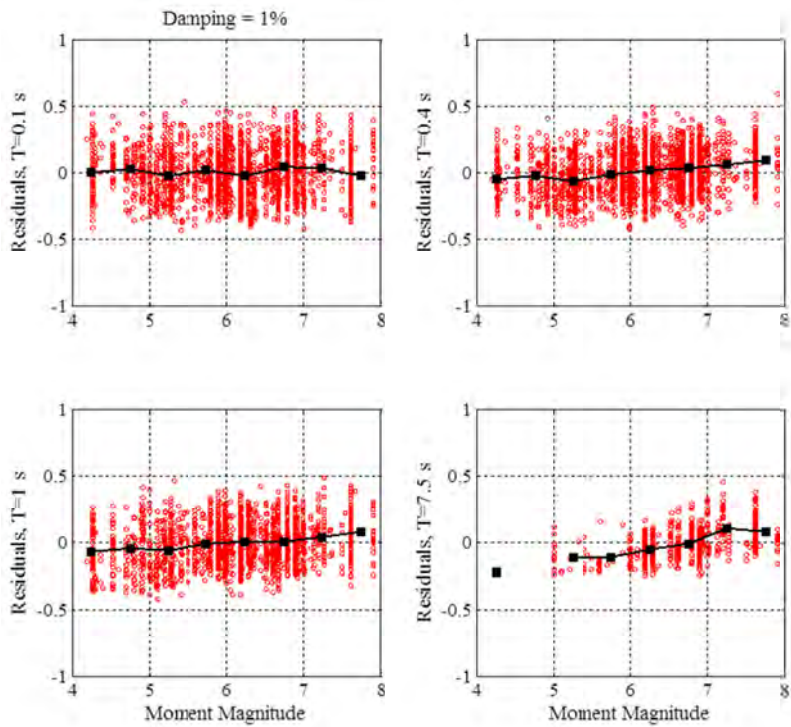 Damping = 1%
1
0.5
0
-0.5
-1
Residuals, T=0.1 s
4 5 6 7 8
1
0.5
0
-0.5
-1
Residuals, T=0.4 s
4 5 6 7 8
1
0.5
0
-0.5
-1
Residuals, T=1 s
4 5 6 7 8
Moment Magnitude
1
0.5
0
-0.5
-1
Residuals, T=7.5 s
4 5 6 7 8
Moment Magnitude